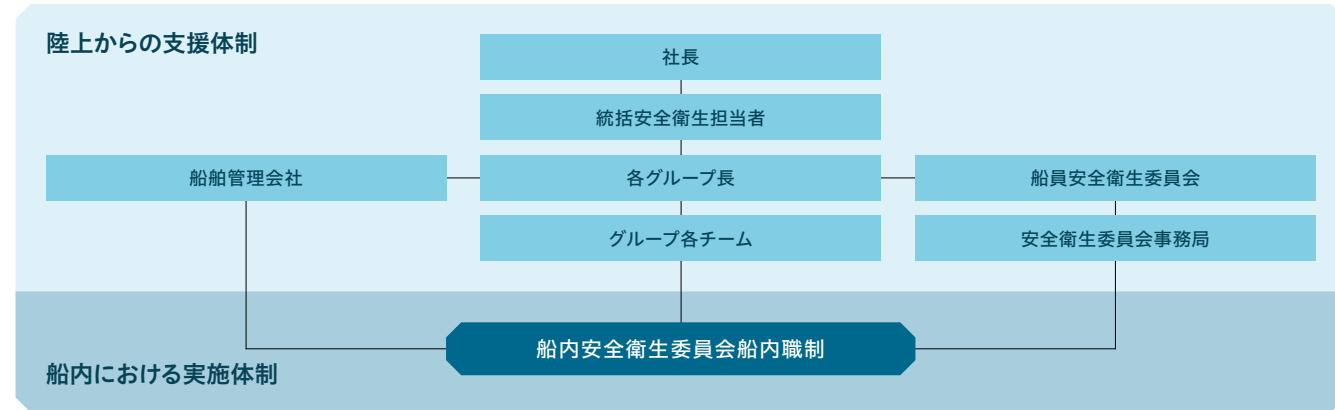 陸上からの支援体制
社長
統括安全衛生担当者
船舶管理会社
各グループ長
船員安全衛生委員会
グループ各チーム
安全衛生委員会事務局
船内安全衛生委員会船内職制
船内における実施体制